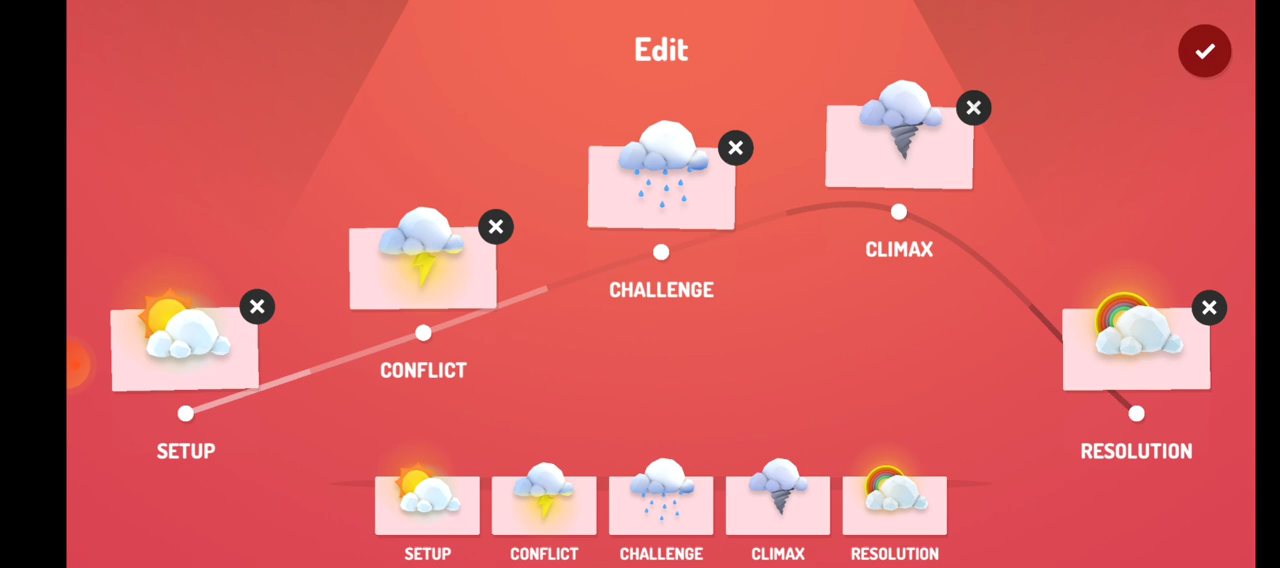 Edit
SETUP
CONFLICT
CHALLENGE
CLIMAX
RESOLUTION
SETUP
CONFLICT
CHALLENGE
CLIMAX
RESOLUTION